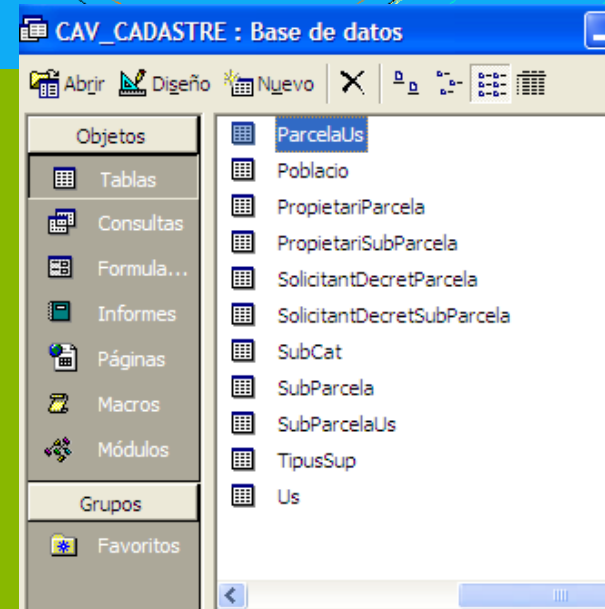 CAV_CADASTRE : Base de datos
Abrir Diseño Nuevo
Objetos
Tablas
Consultas
Formula...
Informes
Páginas
Macros
Módulos
Grupos
Favoritos
ParcelaUs
Poblacio
PropietariParcela
PropietariSubParcela
SolicitantDecretParcela
SolicitantDecretSubParcela
SubCat
SubParcela
SubParcelaUs
TipusSup
Us